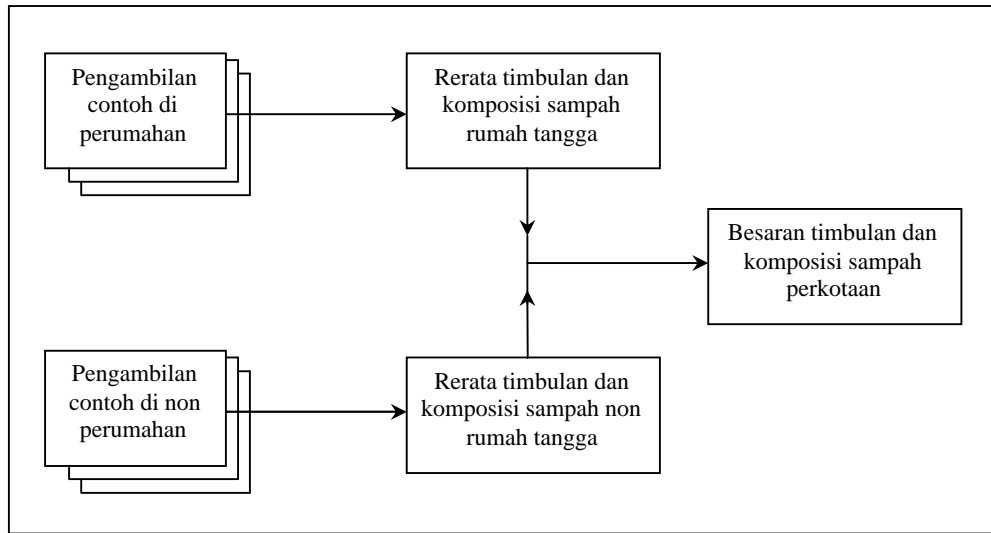 Pengambilan
contoh di
perumahan
Rerata timbulan dan
komposisi sampah
rumah tangga
Besaran timbulan dan
komposisi sampah
perkotaan
Pengambilan
contoh di non
perumahan
Rerata timbulan dan
komposisi sampah non
rumah tangga